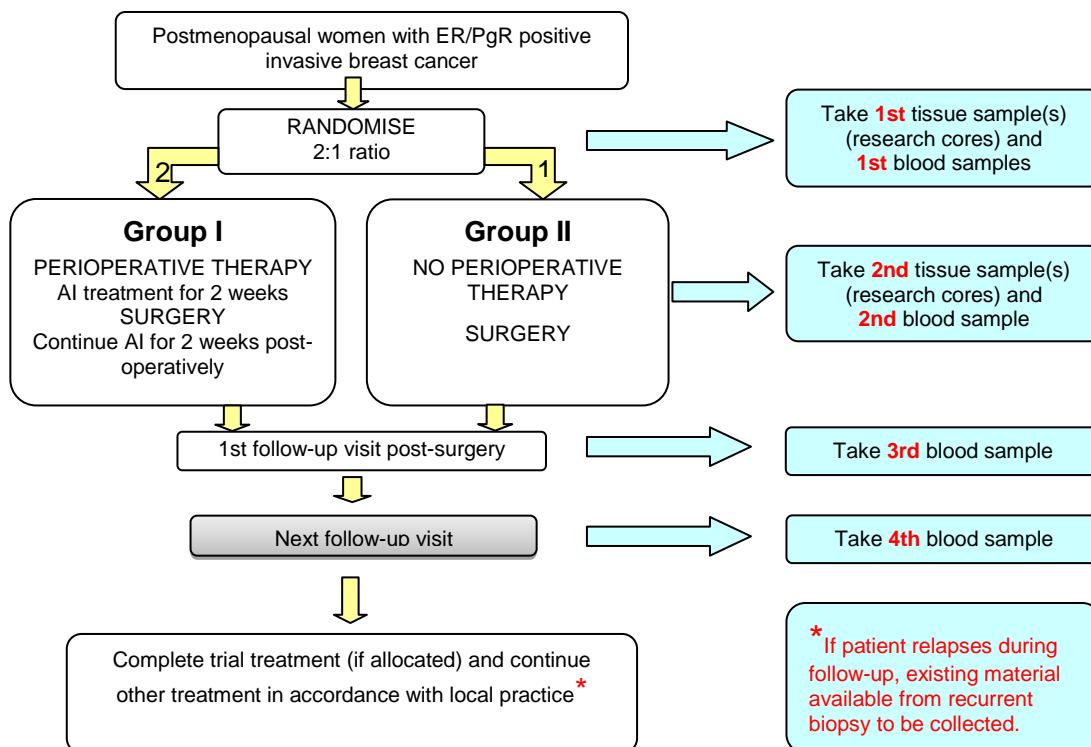 Postmenopausal women with ER/PgR positive
invasive breast cancer
RANDOMISE
2:1 ratio
Take 1st tissue sample(s)
(research cores) and
1st blood samples
2
1
Group I
PERIOPERATIVE THERAPY
AI treatment for 2 weeks
SURGERY
Continue AI for 2 weeks post-
operatively
Group II
NO PERIOPERATIVE
THERAPY
SURGERY
Take 2nd tissue sample(s)
(research cores) and
2nd blood sample
1st follow-up visit post-surgery
Take 3rd blood sample
Next follow-up visit
Take 4th blood sample
Complete trial treatment (if allocated) and continue
other treatment in accordance with local practice*
*If patient relapses during
follow-up, existing material
available from recurrent
biopsy to be collected.